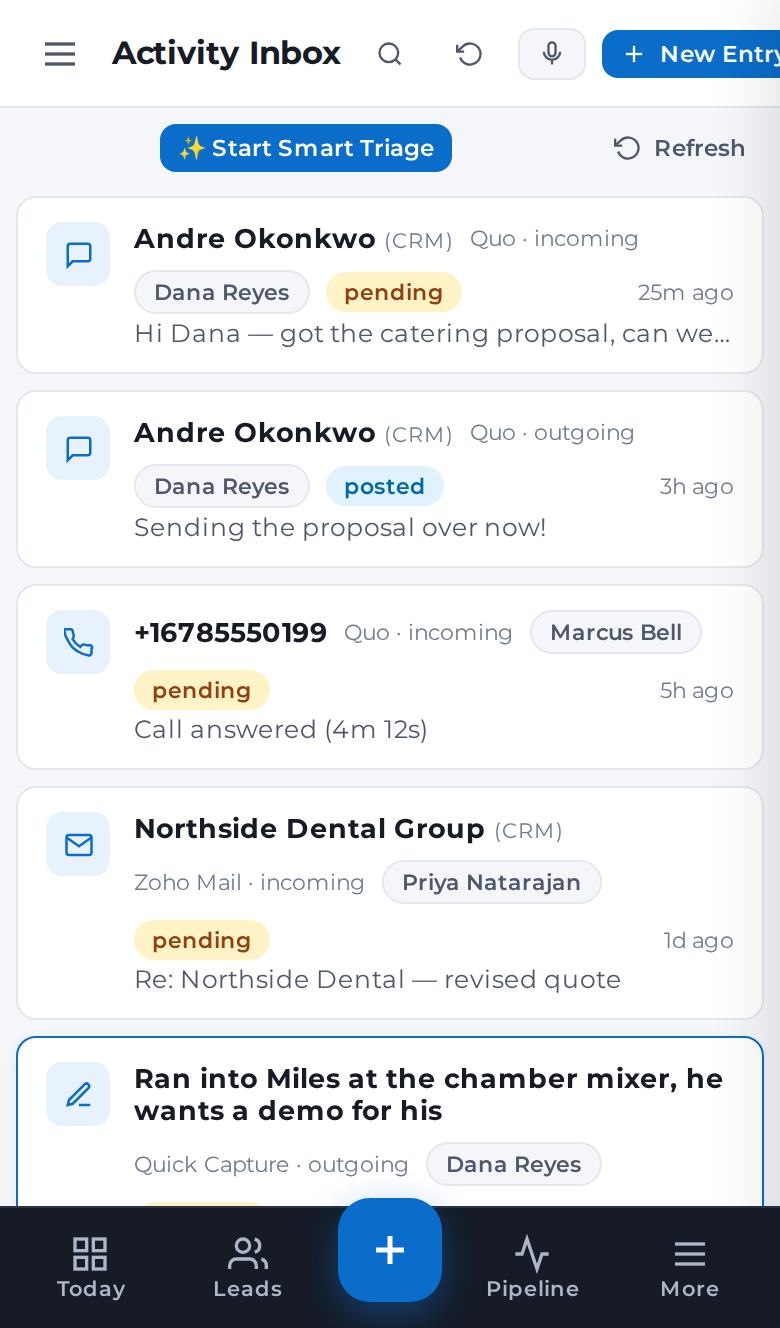 Activity Inbox
New Entry
✨ Start Smart Triage
Refresh
Andre Okonkwo (CRM) Quo · incoming
Dana Reyes pending 25m ago
Hi Dana — got the catering proposal, can we...
Andre Okonkwo (CRM) Quo · outgoing
Dana Reyes posted 3h ago
Sending the proposal over now!
+16785550199 Quo · incoming Marcus Bell
pending 5h ago
Call answered (4m 12s)
Northside Dental Group (CRM)
Zoho Mail · incoming Priya Natarajan
pending 1d ago
Re: Northside Dental — revised quote
Ran into Miles at the chamber mixer, he
wants a demo for his
Quick Capture · outgoing Dana Reyes
Today Leads Pipeline More